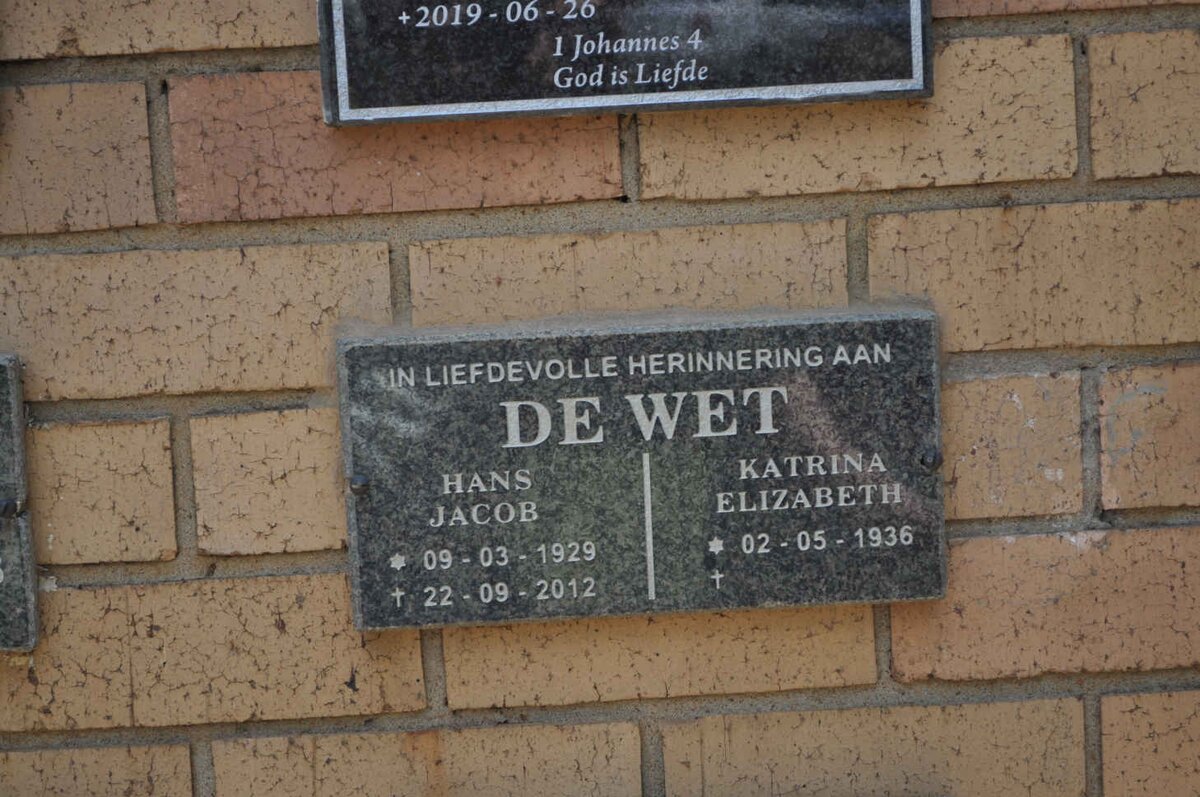 +2019 - 06 - 26
1 Johannes 4
God is Liefde
IN LIEFDEVOLLE HERINNERING AAN
DE WET
HANS
JACOB
* 09 - 03 - 1929
† 22 - 09 - 2012
KATRINA
ELIZABETH
* 02 - 05 - 1936
†